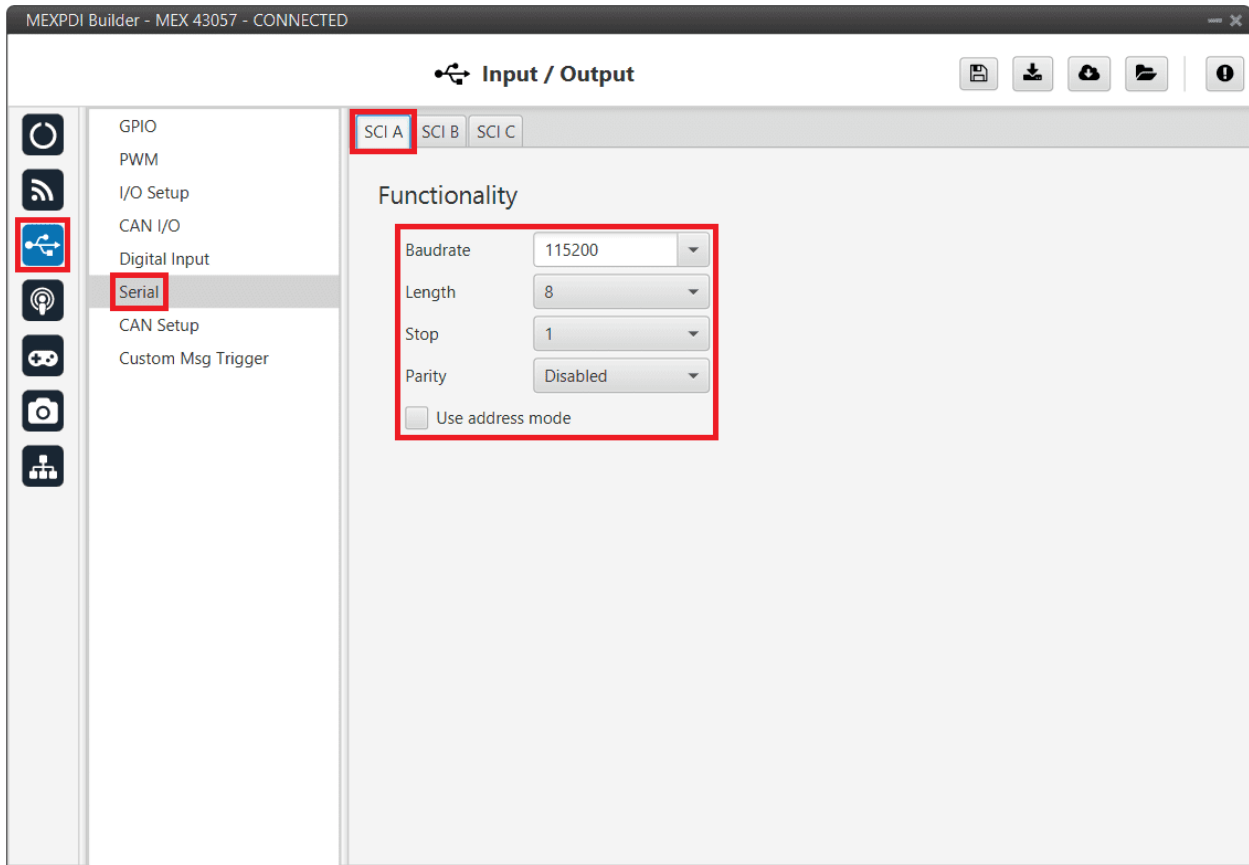 MEXPDI Builder - MEX 43057 - CONNECTED
Input / Output
GPIO
PWM
I/O Setup
CAN I/O
Digital Input
Serial
CAN Setup
Custom Msg Trigger
SCI A SCI B SCI C
Functionality
Baudrate 115200
Length 8
Stop 1
Parity Disabled
Use address mode